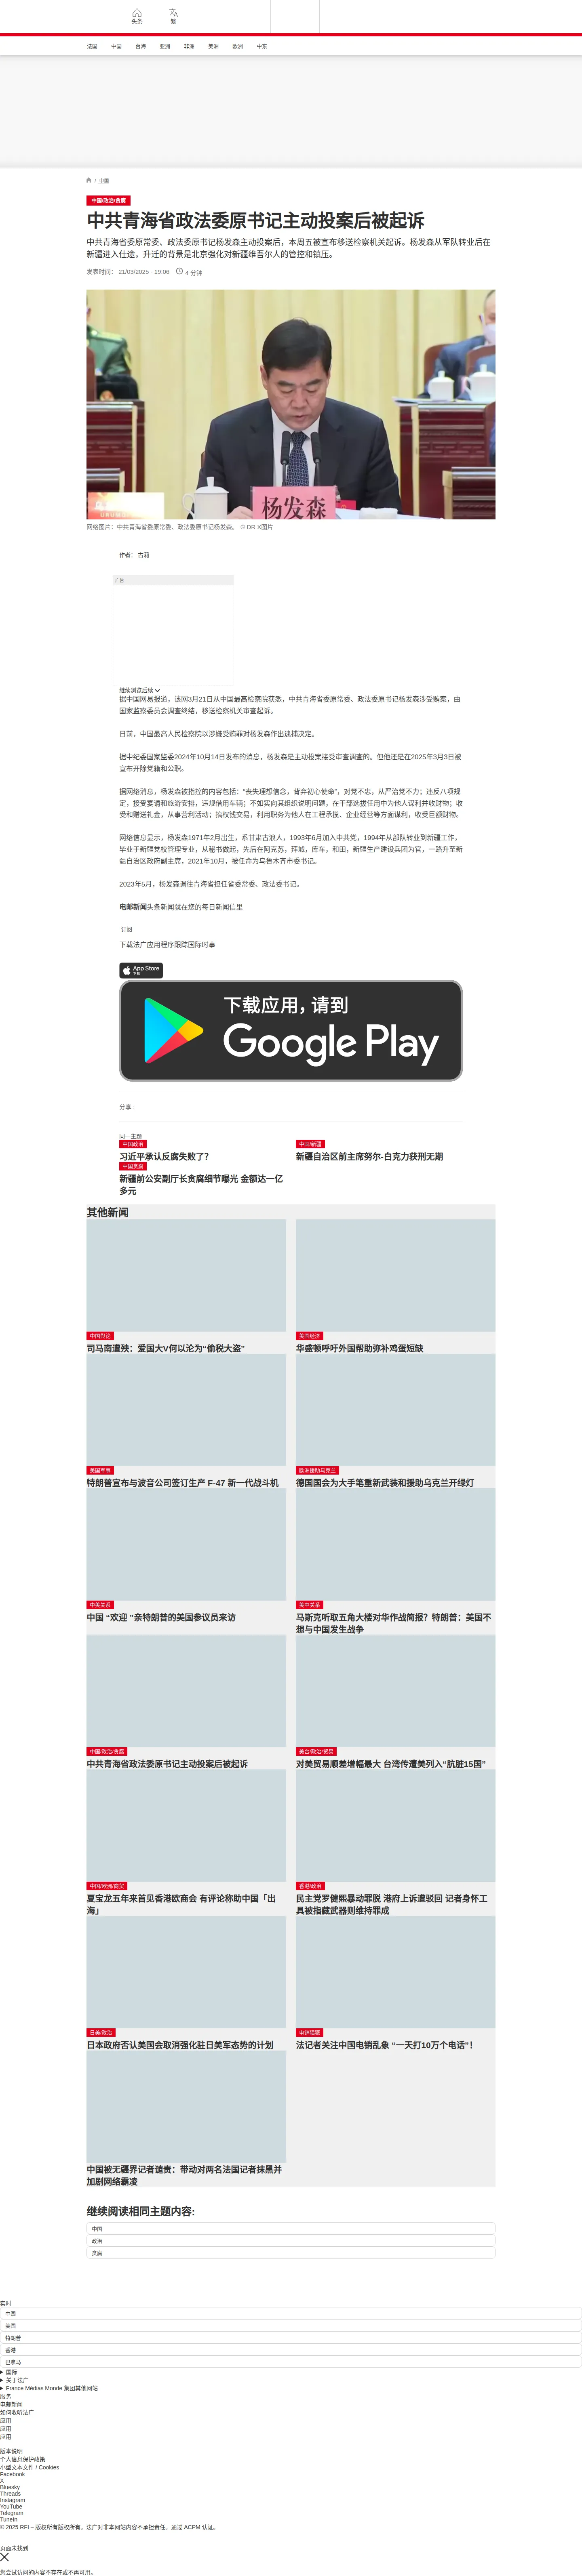 头条
繁
法国 中国 台海 亚洲 非洲 美洲 欧洲 中东
/ 中国
中国/政治/贪腐
中共青海省政法委原书记主动投案后被起诉
中共青海省委原常委、政法委原书记杨发森主动投案后，本周五被宣布移送检察机关起诉。杨发森从军队转业后在
新疆进入仕途，升迁的背景是北京强化对新疆维吾尔人的管控和镇压。
发表时间： 21/03/2025 - 19:06 4 分钟
杨发森
网络图片：中共青海省委原常委、政法委原书记杨发森。 © DR X图片
作者： 古莉
广告
继续浏览后续
据中国网易报道，该网3月21日从中国最高检察院获悉，中共青海省委原常委、政法委原书记杨发森涉受贿案，由
国家监察委员会调查终结，移送检察机关审查起诉。
日前，中国最高人民检察院以涉嫌受贿罪对杨发森作出逮捕决定。
据中纪委国家监委2024年10月14日发布的消息，杨发森是主动投案接受审查调查的。但他还是在2025年3月3日被
宣布开除党籍和公职。
据网络消息，杨发森被指控的内容包括：“丧失理想信念，背弃初心使命”，对党不忠，从严治党不力；违反八项规
定，接受宴请和旅游安排，违规借用车辆；不如实向其组织说明问题，在干部选拔任用中为他人谋利并收财物；收
受和赠送礼金，从事营利活动；搞权钱交易，利用职务为他人在工程承揽、企业经营等方面谋利，收受巨额财物。
网络信息显示，杨发森1971年2月出生，系甘肃古浪人，1993年6月加入中共党，1994年从部队转业到新疆工作，
毕业于新疆党校管理专业，从秘书做起，先后在阿克苏，拜城，库车，和田，新疆生产建设兵团为官，一路升至新
疆自治区政府副主席，2021年10月，被任命为乌鲁木齐市委书记。
2023年5月，杨发森调往青海省担任省委常委、政法委书记。
电邮新闻头条新闻就在您的每日新闻信里
订阅
下载法广应用程序跟踪国际时事
App Store
下载
下载应用，请到
Google Play
分享 :
同一主题
中国政治
习近平承认反腐失败了？
中国/新疆
新疆自治区前主席努尔·白克力获刑无期
中国贪腐
新疆前公安副厅长贪腐细节曝光 金额达一亿
多元
其他新闻
中国舆论
司马南遭殃：爱国大V何以沦为“偷税大盗”
美国经济
华盛顿呼吁外国帮助弥补鸡蛋短缺
美国军事
特朗普宣布与波音公司签订生产 F-47 新一代战斗机
欧洲援助乌克兰
德国国会为大手笔重新武装和援助乌克兰开绿灯
中美关系
中国 “欢迎 ”亲特朗普的美国参议员来访
美中关系
马斯克听取五角大楼对华作战简报？特朗普：美国不
想与中国发生战争
中国/政治/贪腐
中共青海省政法委原书记主动投案后被起诉
美台/政治/贸易
对美贸易顺差增幅最大 台湾传遭美列入“肮脏15国”
中国/欧洲/商贸
夏宝龙五年来首见香港欧商会 有评论称助中国「出
海」
香港/政治
民主党罗健熙暴动罪脱 港府上诉遭驳回 记者身怀工
具被指藏武器则维持罪成
日美/政治
日本政府否认美国会取消强化驻日美军态势的计划
电骄猖獗
法记者关注中国电销乱象 “一天打10万个电话”！
中国被无疆界记者谴责：带动对两名法国记者抹黑并
加剧网络霸凌
继续阅读相同主题内容:
中国
政治
贪腐
实时
中国
美国
特朗普
香港
巴拿马
国际
关于法广
France Médias Monde 集团其他网站
服务
电邮新闻
如何收听法广
应用
应用
应用
版本说明
个人信息保护政策
小型文本文件 / Cookies
Facebook
X
Bluesky
Threads
Instagram
YouTube
Telegram
TuneIn
© 2025 RFI – 版权所有版权所有。法广对非本网站内容不承担责任。通过 ACPM 认证。
页面未找到
您尝试访问的内容不存在或不再可用。